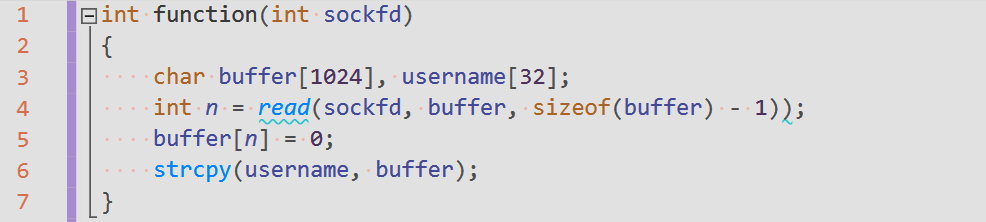 1 int function(int sockfd)
2 {
3 char buffer[1024], username[32];
4 int n = read(sockfd, buffer, sizeof(buffer) - 1));
5 buffer[n] = 0;
6 strcpy(username, buffer);
7 }